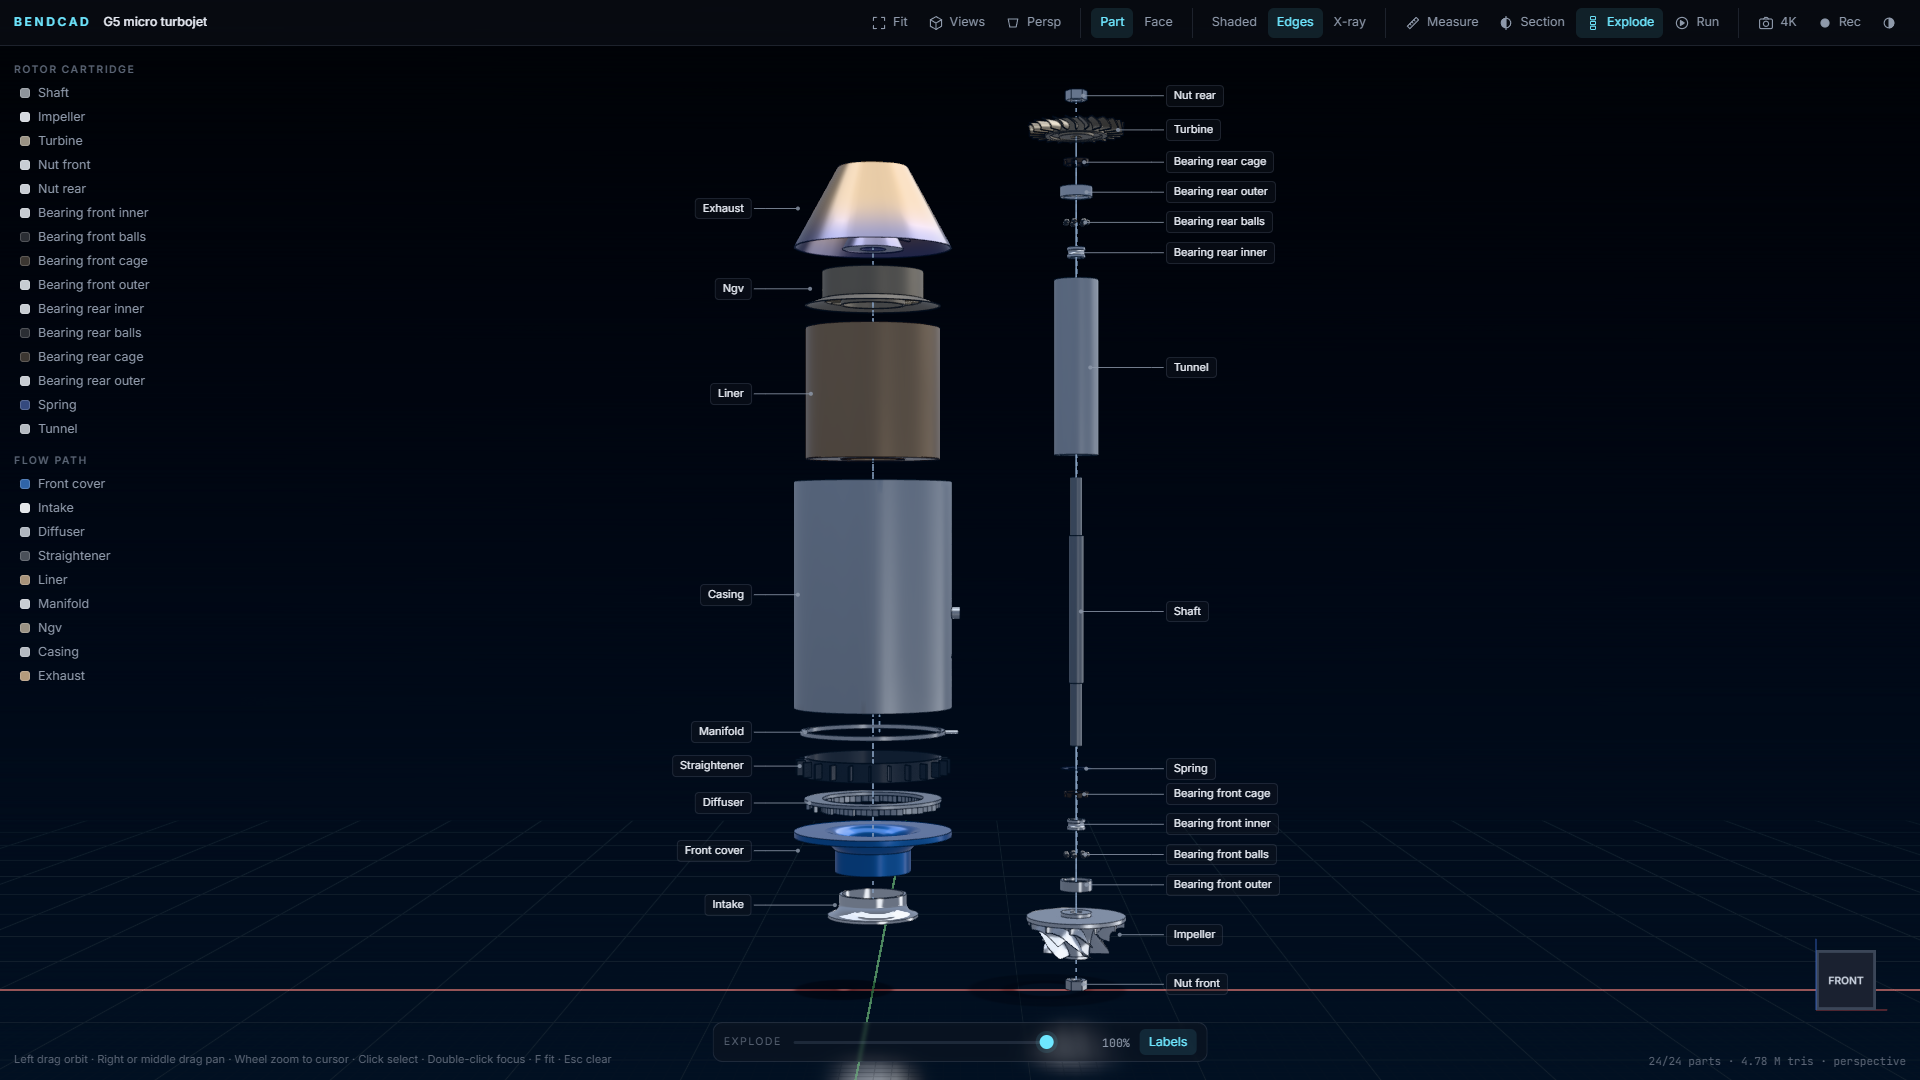 BENDCAD G5 micro turbojet
Fit Views Persp Part Face Shaded Edges X-ray Measure Section Explode Run 4K Rec
ROTOR CARTRIDGE
Shaft
Impeller
Turbine
Nut front
Nut rear
Bearing front inner
Bearing front balls
Bearing front cage
Bearing front outer
Bearing rear inner
Bearing rear balls
Bearing rear cage
Bearing rear outer
Spring
Tunnel
FLOW PATH
Front cover
Intake
Diffuser
Straightener
Liner
Manifold
Ngv
Casing
Exhaust
Exhaust
Ngv
Liner
Casing
Manifold
Straightener
Diffuser
Front cover
Intake
Nut rear
Turbine
Bearing rear cage
Bearing rear outer
Bearing rear balls
Bearing rear inner
Tunnel
Shaft
Spring
Bearing front cage
Bearing front inner
Bearing front balls
Bearing front outer
Impeller
Nut front
FRONT
EXPLODE 100% Labels
Left drag orbit · Right or middle drag pan · Wheel zoom to cursor · Click select · Double-click focus · F fit · Esc clear
24/24 parts · 4.78 M tris · perspective